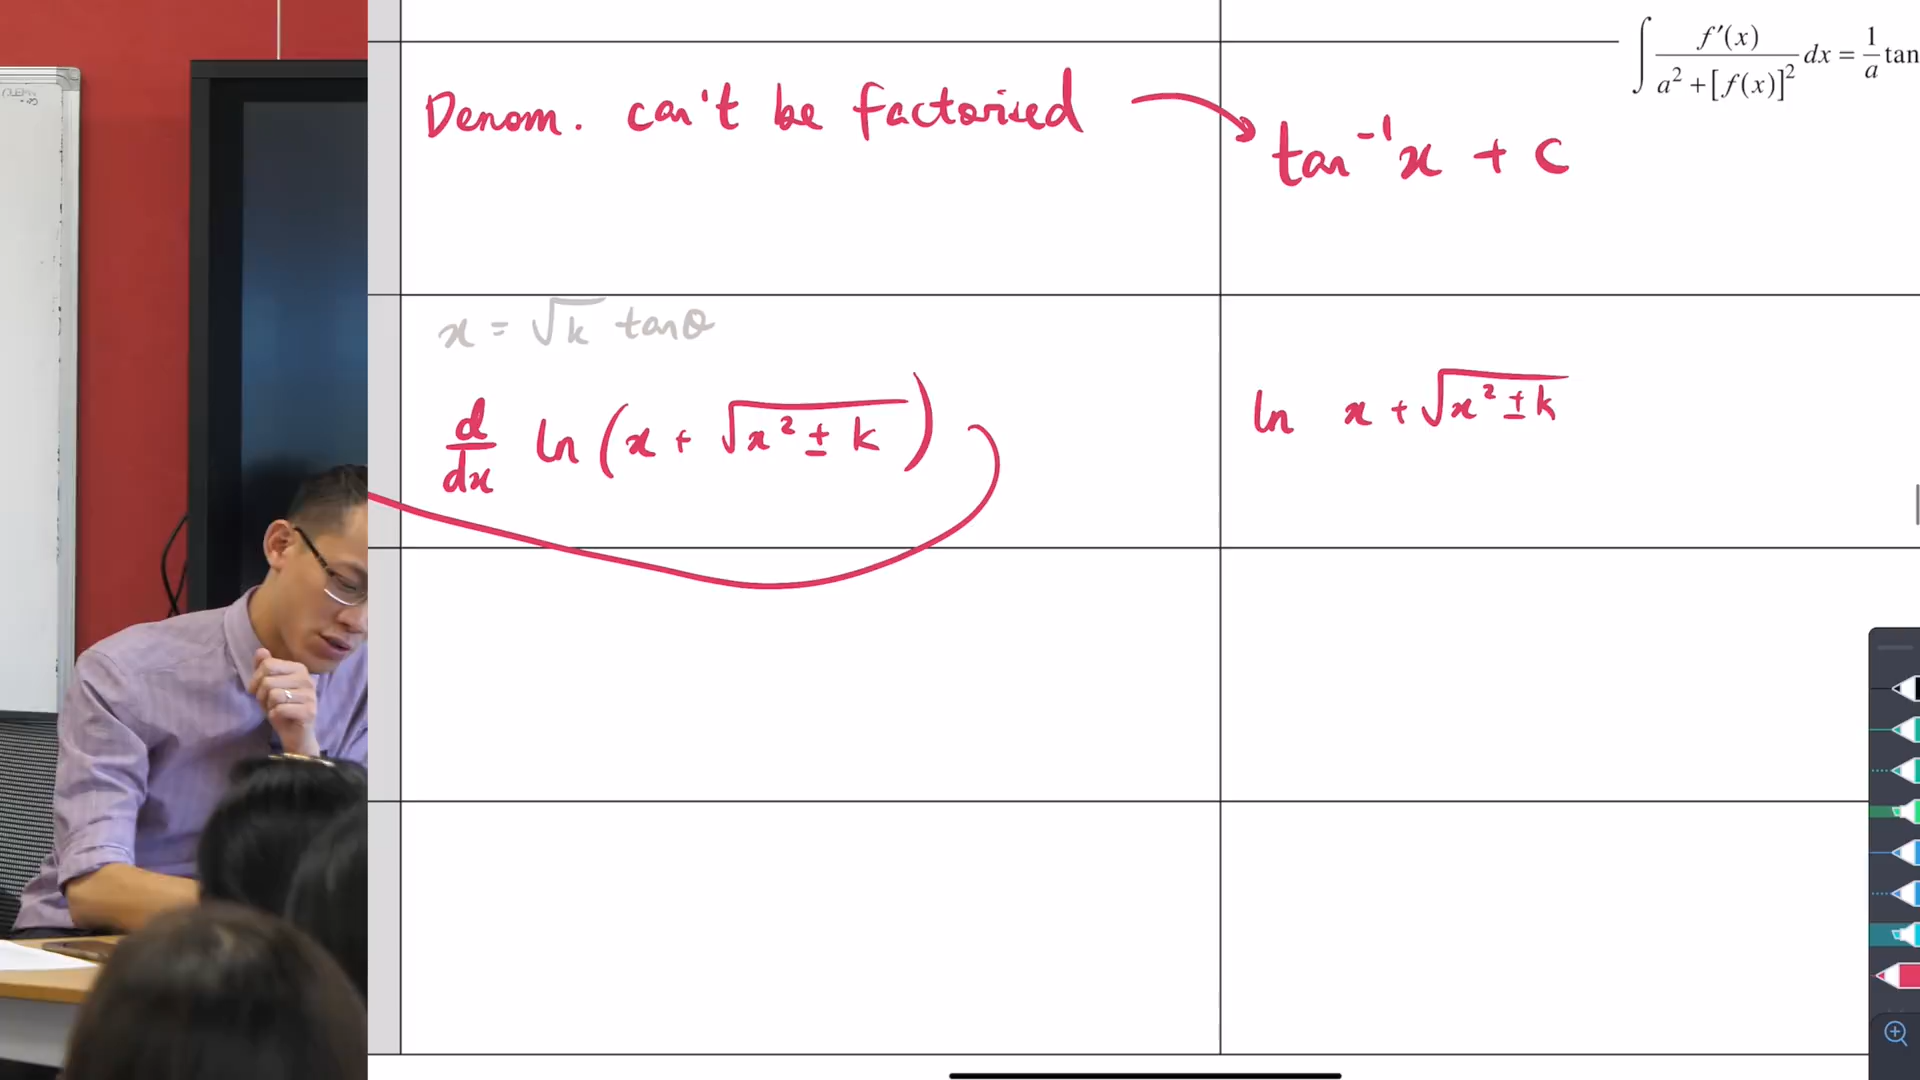 ∫ f′(x) / (a² + [f(x)]²) dx = 1/a tan
Denom. can't be factorised
tan⁻¹x + c
x = √k tanθ
d/dx ln (x + √(x² ± k))
ln x + √(x² ± k)